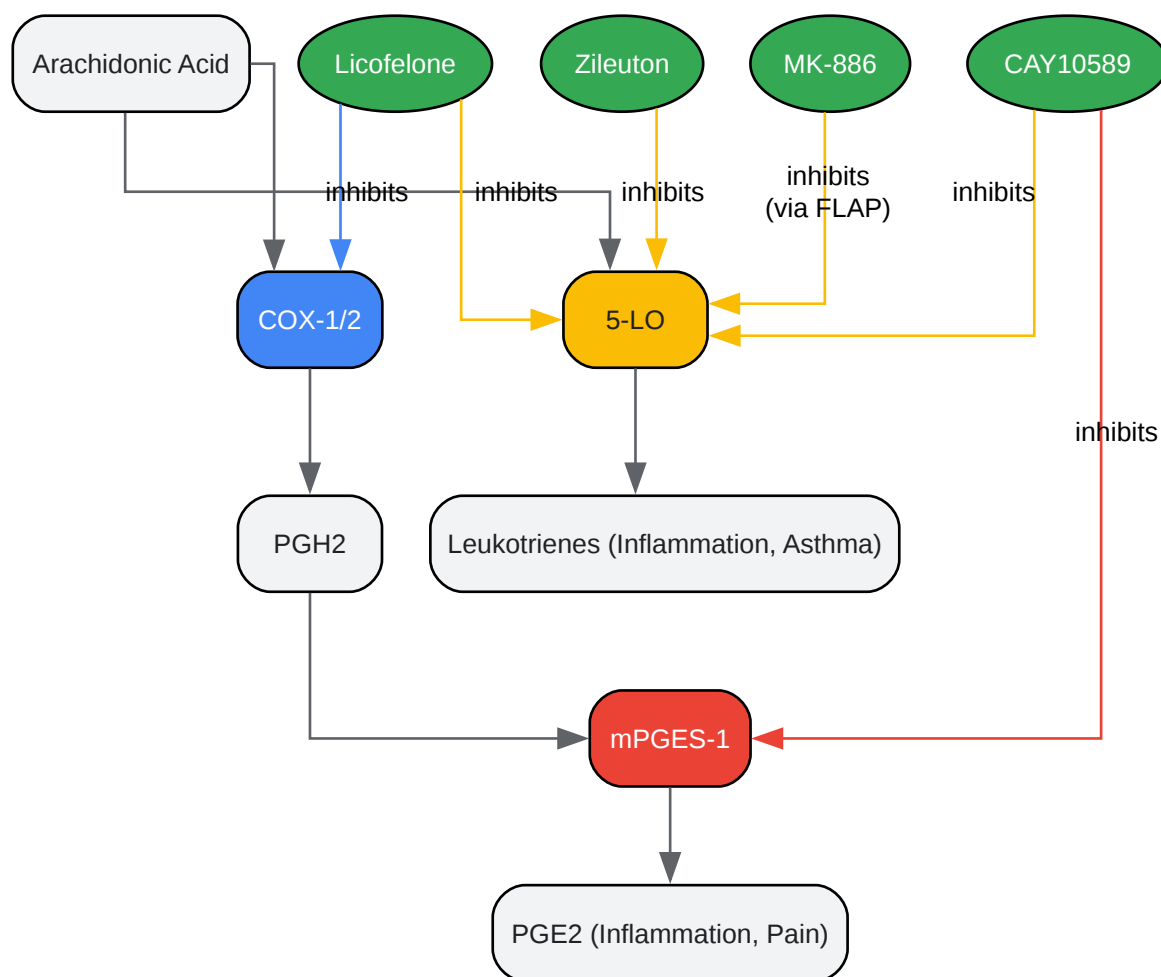 Arachidonic Acid
Licofelone
Zileuton
MK-886
CAY10589
inhibits
inhibits
inhibits
inhibits
(via FLAP)
inhibits
COX-1/2
5-LO
inhibits
PGH2
Leukotrienes (Inflammation, Asthma)
mPGES-1
PGE2 (Inflammation, Pain)